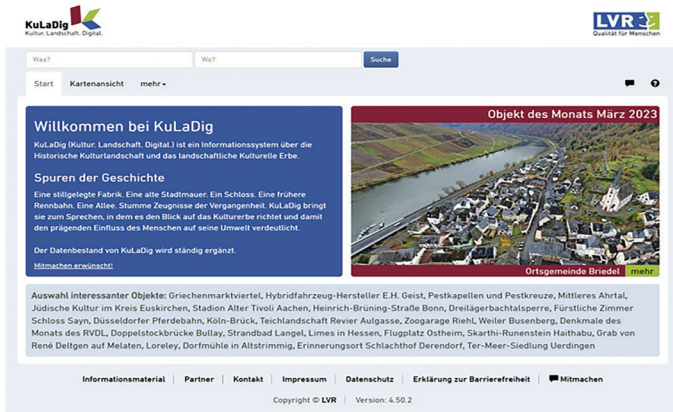 KuLaDig
Kultur. Landschaft. Digital.
LVR
Qualität für Menschen
Was?
Wo?
Suche
Start
Kartenansicht
mehr
Willkommen bei KuLaDig
KuLaDig (Kultur. Landschaft. Digital.) ist ein Informationssystem über die
Historische Kulturlandschaft und das landschaftliche Kulturelle Erbe.
Spuren der Geschichte
Eine stillgelegte Fabrik. Eine alte Stadtmauer. Ein Schloss. Eine frühere
Rennbahn. Eine Allee. Stumme Zeugnisse der Vergangenheit. KuLaDig bringt
sie zum Sprechen, in dem es den Blick auf das Kulturerbe richtet und damit
den prägenden Einfluss des Menschen auf seine Umwelt verdeutlicht.
Der Datenbestand von KuLaDig wird ständig ergänzt.
Mitmachen erwünscht!
Objekt des Monats März 2023
Ortsgemeinde Briedel
mehr
Auswahl interessanter Objekte: Griechenmarktviertel, Hybridfahrzeug-Hersteller E.H. Geist, Pestkapellen und Pestkreuze, Mittleres Ahrtal,
Jüdische Kultur im Kreis Euskirchen, Stadion Alter Tivoli Aachen, Heinrich-Brüning-Straße Bonn, Dreilägerbachtalsperre, Fürstliche Zimmer
Schloss Sayn, Düsseldorfer Pferdebahn, Köln-Brück, Teichlandschaft Revier Aulgasse, Zoogarage Riehl, Weiler Busenberg, Denkmale des
Monats des RVDL, Doppelstockbrücke Bullay, Strandbad Langel, Limes in Hessen, Flugplatz Ostheim, Skarthi-Runenstein Haithabu, Grab von
René Deltgen auf Melaten, Loreley, Dorfmühle in Altstrimmig, Erinnerungsort Schlachthof Derendorf, Ter-Meer-Siedlung Uerdingen
Informationsmaterial | Partner | Kontakt | Impressum | Datenschutz | Erklärung zur Barrierefreiheit | Mitmachen
Copyright © LVR | Version: 4.50.2